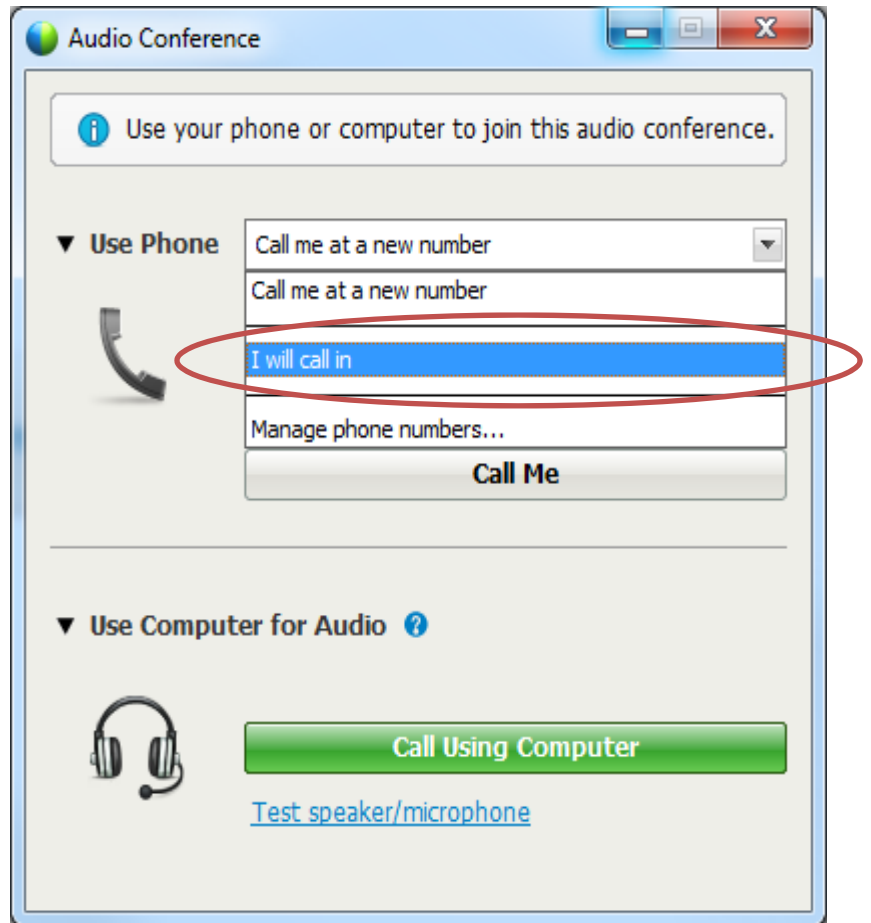 Audio Conference
Use your phone or computer to join this audio conference.
Use Phone
Call me at a new number
Call me at a new number
I will call in
Manage phone numbers...
Call Me
Use Computer for Audio
Call Using Computer
Test speaker/microphone